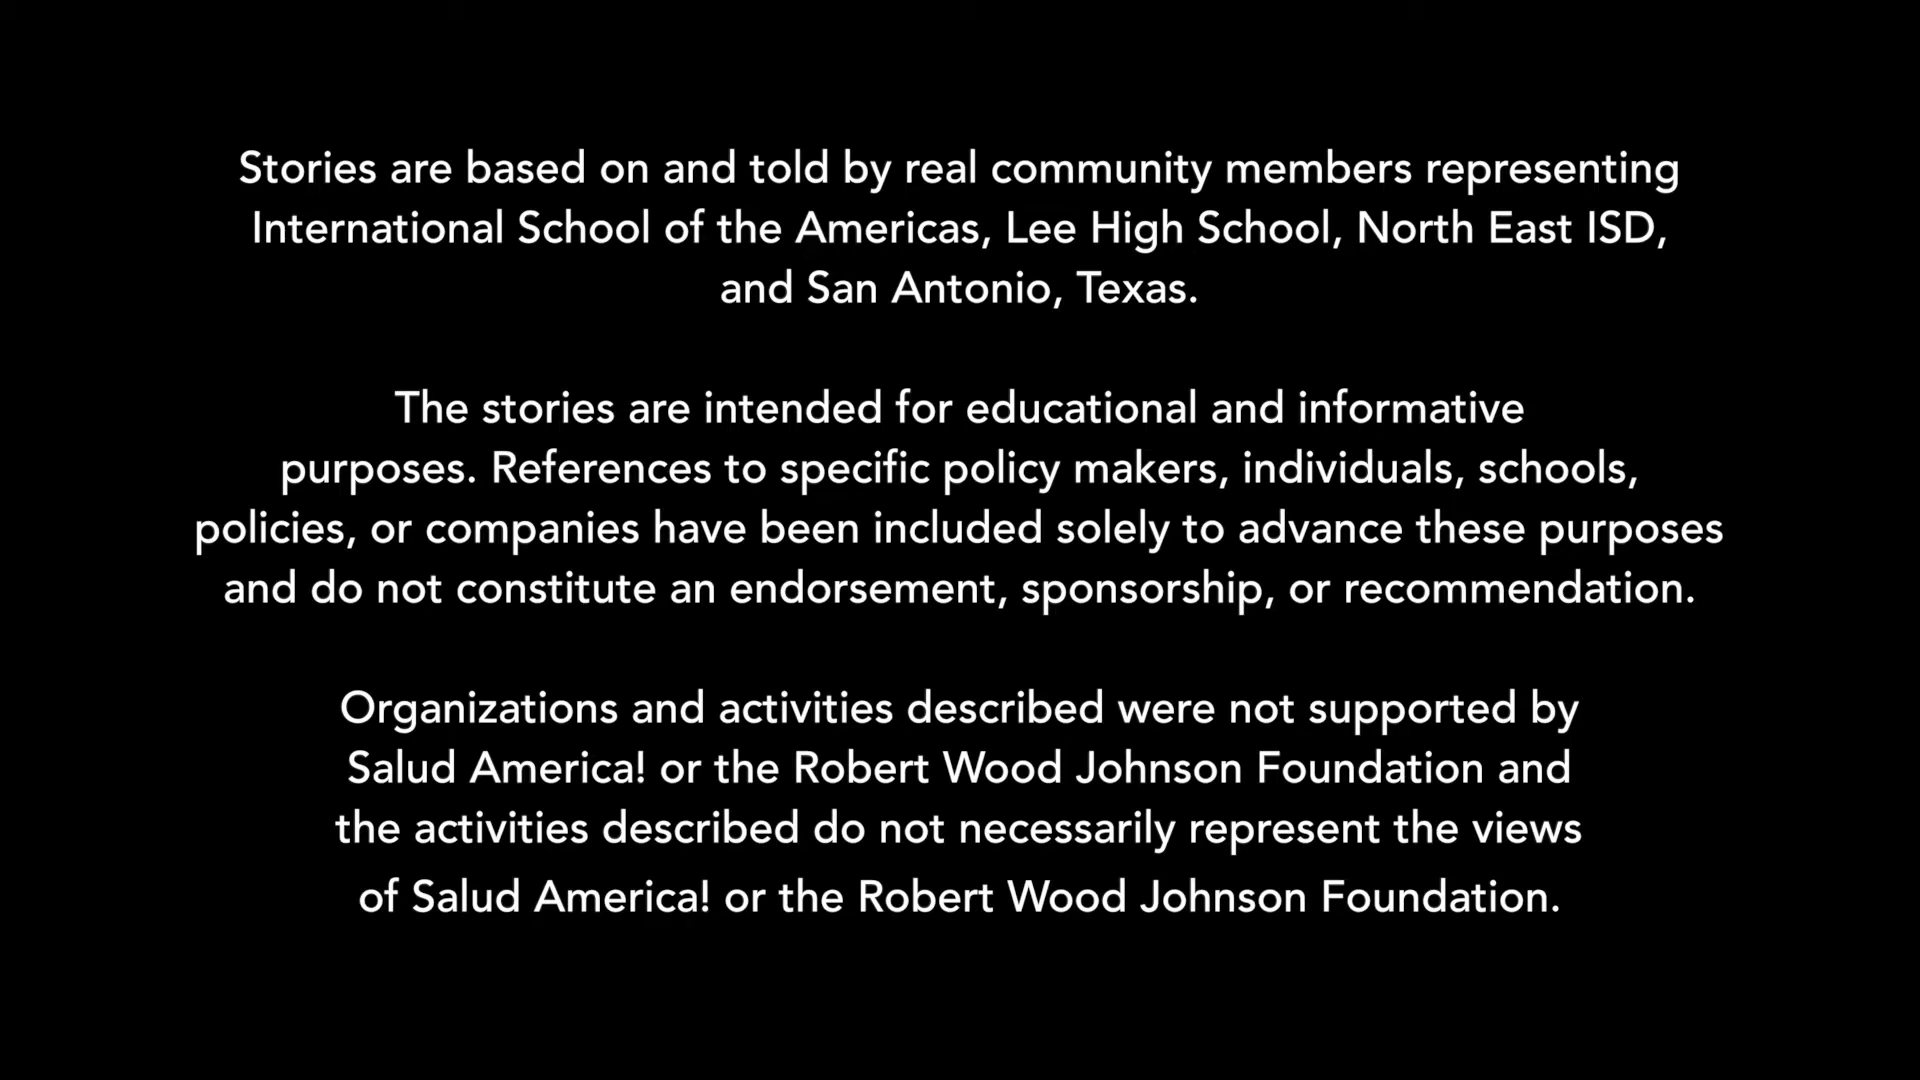 Stories are based on and told by real community members representing
International School of the Americas, Lee High School, North East ISD,
and San Antonio, Texas.
The stories are intended for educational and informative
purposes. References to specific policy makers, individuals, schools,
policies, or companies have been included solely to advance these purposes
and do not constitute an endorsement, sponsorship, or recommendation.
Organizations and activities described were not supported by
Salud America! or the Robert Wood Johnson Foundation and
the activities described do not necessarily represent the views
of Salud America! or the Robert Wood Johnson Foundation.